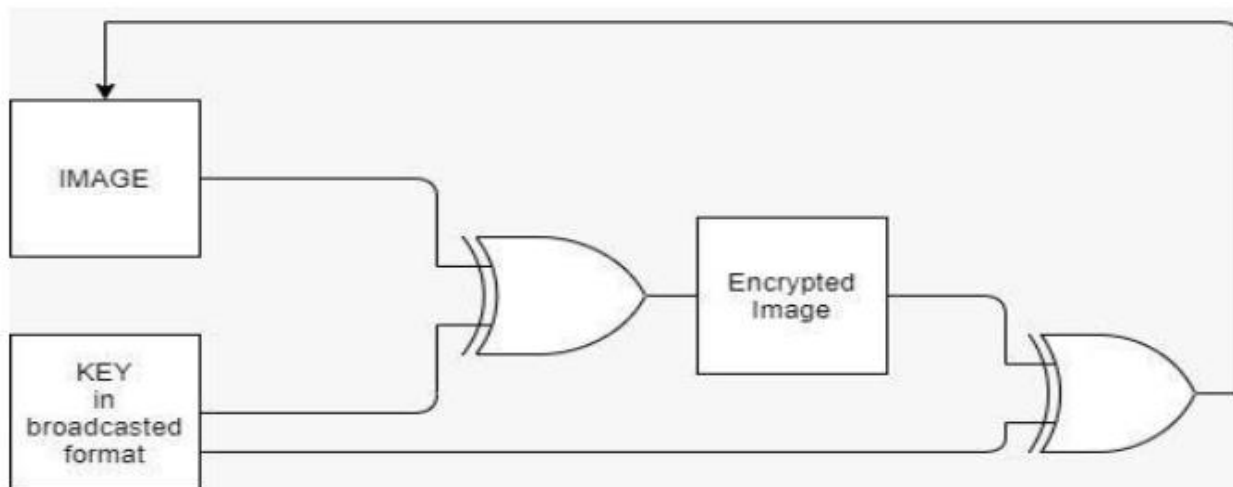 IMAGE
Encrypted
Image
KEY
in
broadcasted
format